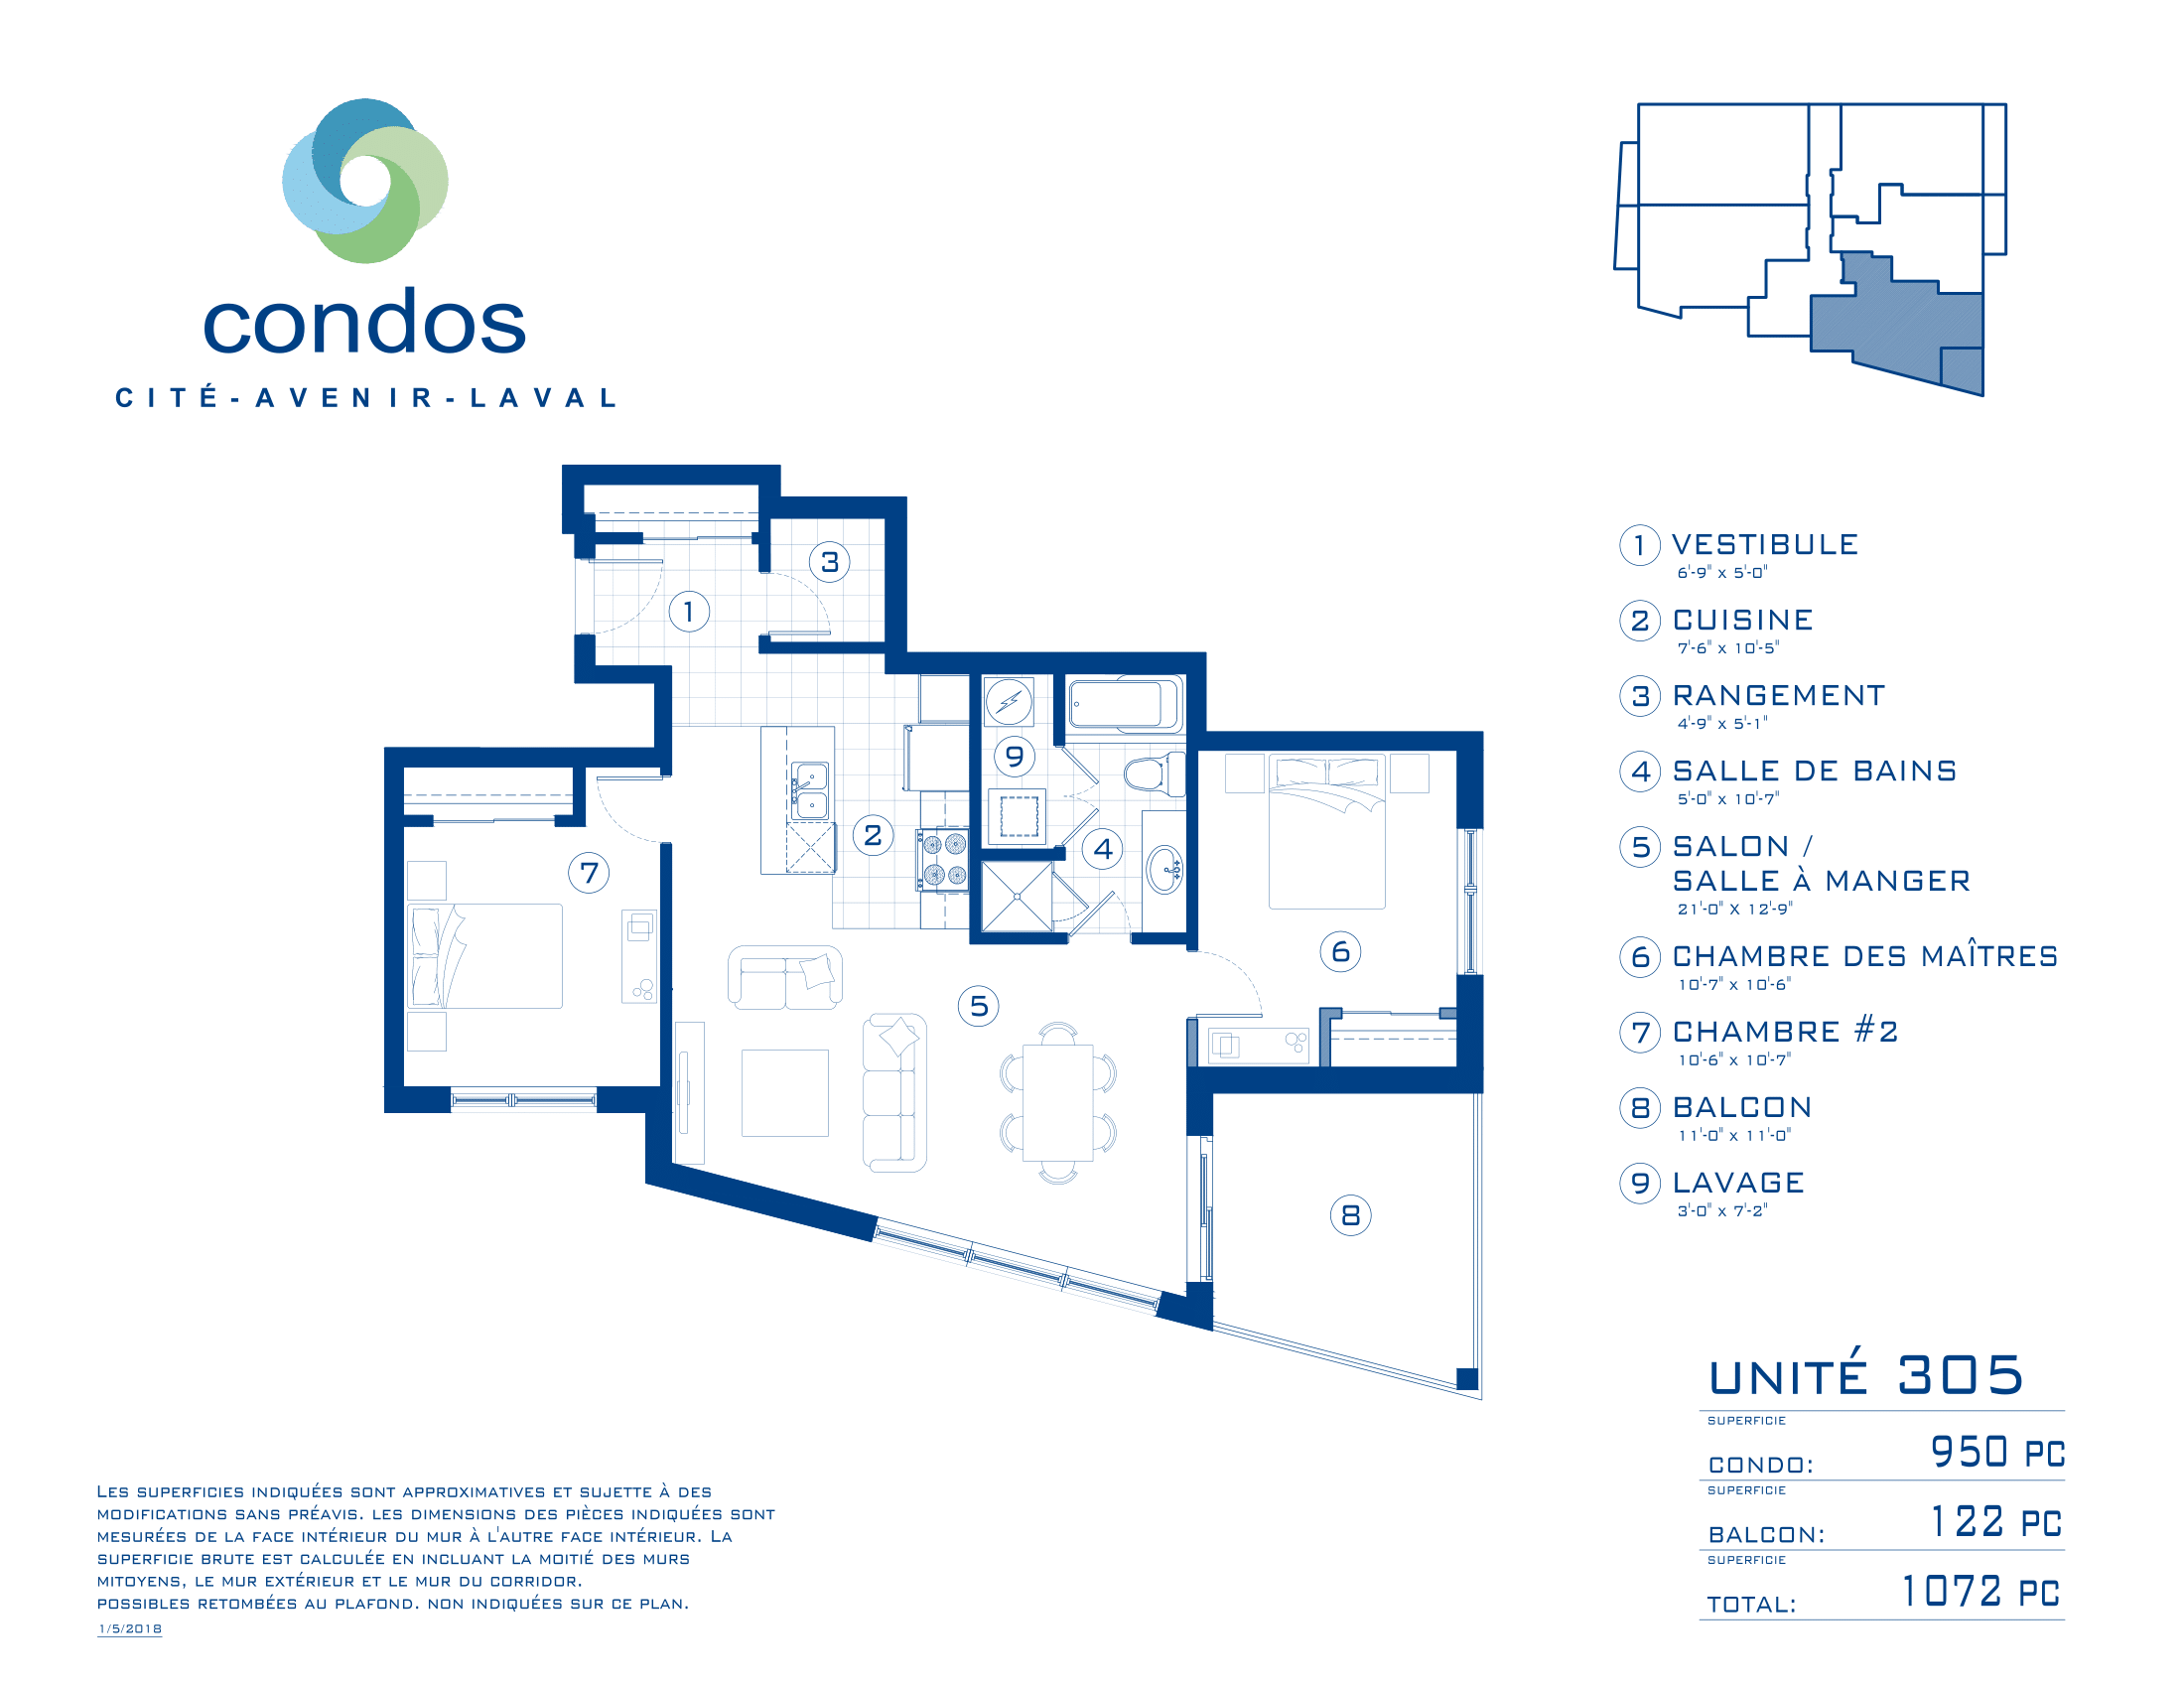 condos
CITÉ-AVENIR-LAVAL
1 VESTIBULE
6'-9" x 5'-0"
2 CUISINE
7'-6" x 10'-5"
3 RANGEMENT
4'-9" x 5'-1"
4 SALLE DE BAINS
5'-0" x 10'-7"
5 SALON /
SALLE À MANGER
21'-0" X 12'-9"
6 CHAMBRE DES MAÎTRES
10'-7" x 10'-6"
7 CHAMBRE #2
10'-6" x 10'-7"
8 BALCON
11'-0" x 11'-0"
9 LAVAGE
3'-0" x 7'-2"
3
1
9
2
4
7
6
5
8
UNITÉ 305
SUPERFICIE
CONDO: 950 PC
SUPERFICIE
BALCON: 122 PC
SUPERFICIE
TOTAL: 1072 PC
LES SUPERFICIES INDIQUÉES SONT APPROXIMATIVES ET SUJETTE À DES
MODIFICATIONS SANS PRÉAVIS. LES DIMENSIONS DES PIÈCES INDIQUÉES SONT
MESURÉES DE LA FACE INTÉRIEUR DU MUR À L'AUTRE FACE INTÉRIEUR. LA
SUPERFICIE BRUTE EST CALCULÉE EN INCLUANT LA MOITIÉ DES MURS
MITOYENS, LE MUR EXTÉRIEUR ET LE MUR DU CORRIDOR.
POSSIBLES RETOMBÉES AU PLAFOND. NON INDIQUÉES SUR CE PLAN.
1/5/2018